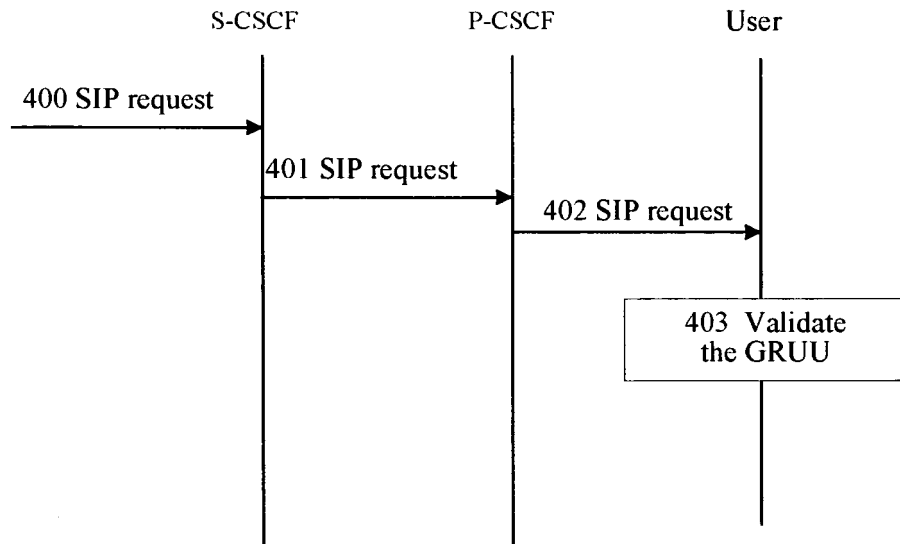 S-CSCF
P-CSCF
User
400 SIP request
401 SIP request
402 SIP request
403 Validate
the GRUU